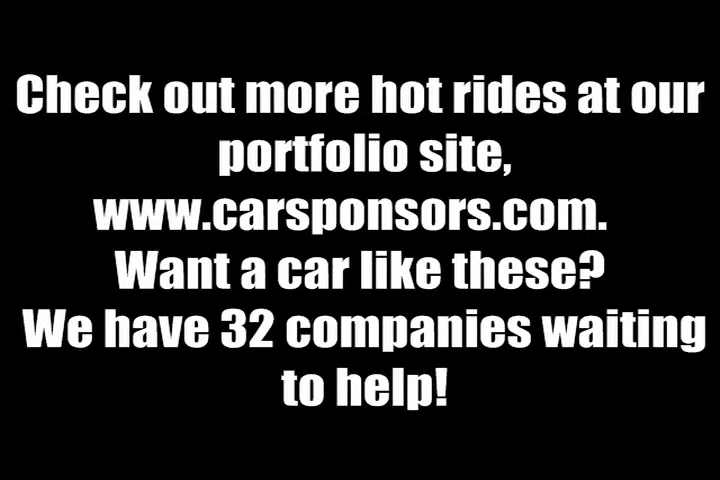 Check out more hot rides at our
portfolio site,
www.carsponsors.com.
Want a car like these?
We have 32 companies waiting
to help!